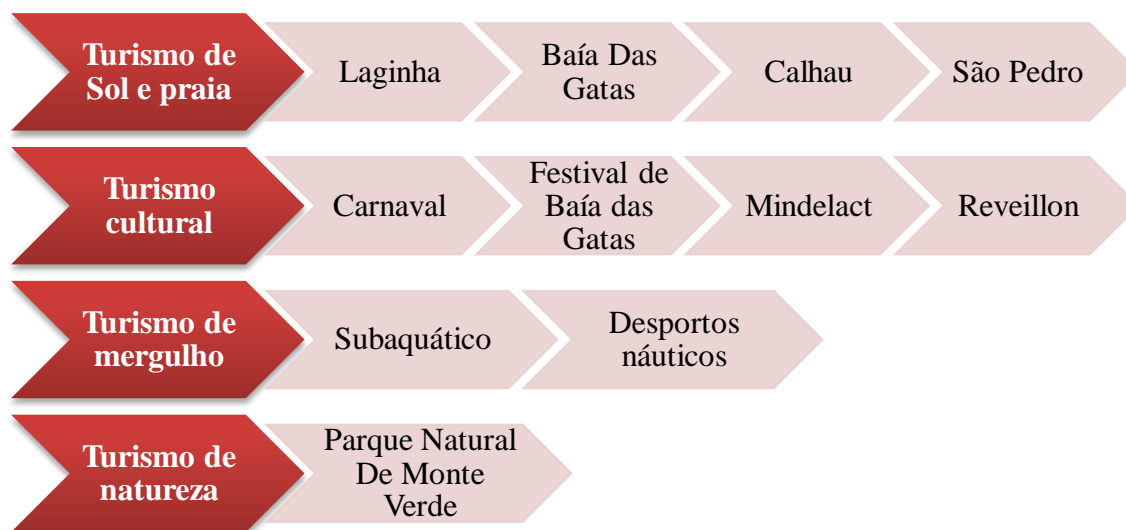 Turismo de
Sol e praia
Laginha
Baía Das
Gatas
Calhau
São Pedro
Turismo
cultural
Carnaval
Festival de
Baía das
Gatas
Mindelact
Reveillon
Turismo de
mergulho
Subaquático
Desportos
náuticos
Turismo de
natureza
Parque Natural
De Monte
Verde